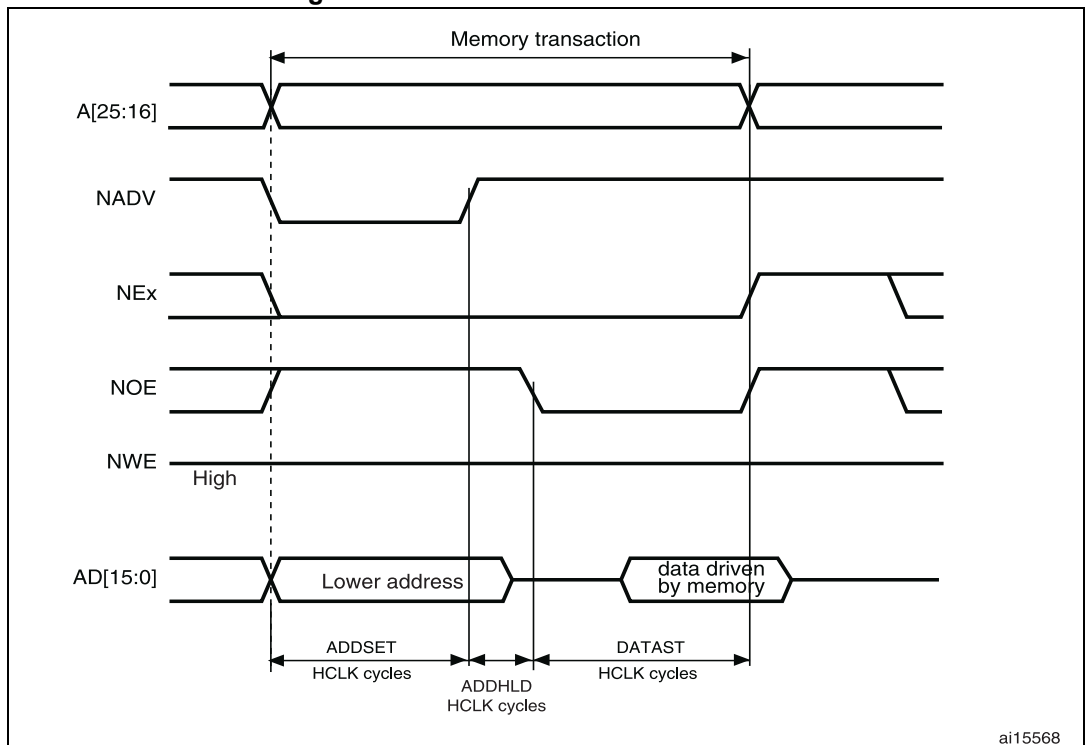 Memory transaction
A[25:16]
NADV
NEx
NOE
NWE
High
AD[15:0]
Lower address
data driven
by memory
ADDSET
HCLK cycles
ADDHLD
HCLK cycles
DATAST
HCLK cycles
ai15568